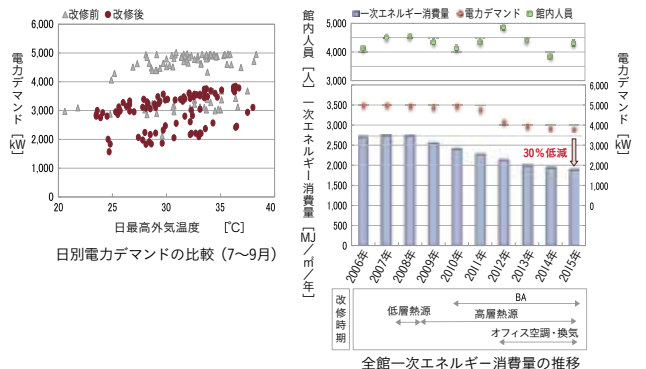 △改修前 ●改修後
電力デマンド［kW］
6,000
5,000
4,000
3,000
2,000
1,000
0
20 25 30 35 40
日最高外気温度 ［℃］
日別電力デマンドの比較（7～9月）
一次エネルギー消費量 電力デマンド 館内人員
館内人員［人］
5,000
4,000
3,000
一次エネルギー消費量［MJ／㎡／年］
3,500
3,000
2,500
2,000
1,500
1,000
500
0
電力デマンド［kW］
6,000
5,000
4,000
3,000
2,000
1,000
0
30％低減
2006年 2007年 2008年 2009年 2010年 2011年 2012年 2013年 2014年 2015年
改修時期
BA
低層熱源
高層熱源
オフィス空調・換気
全館一次エネルギー消費量の推移